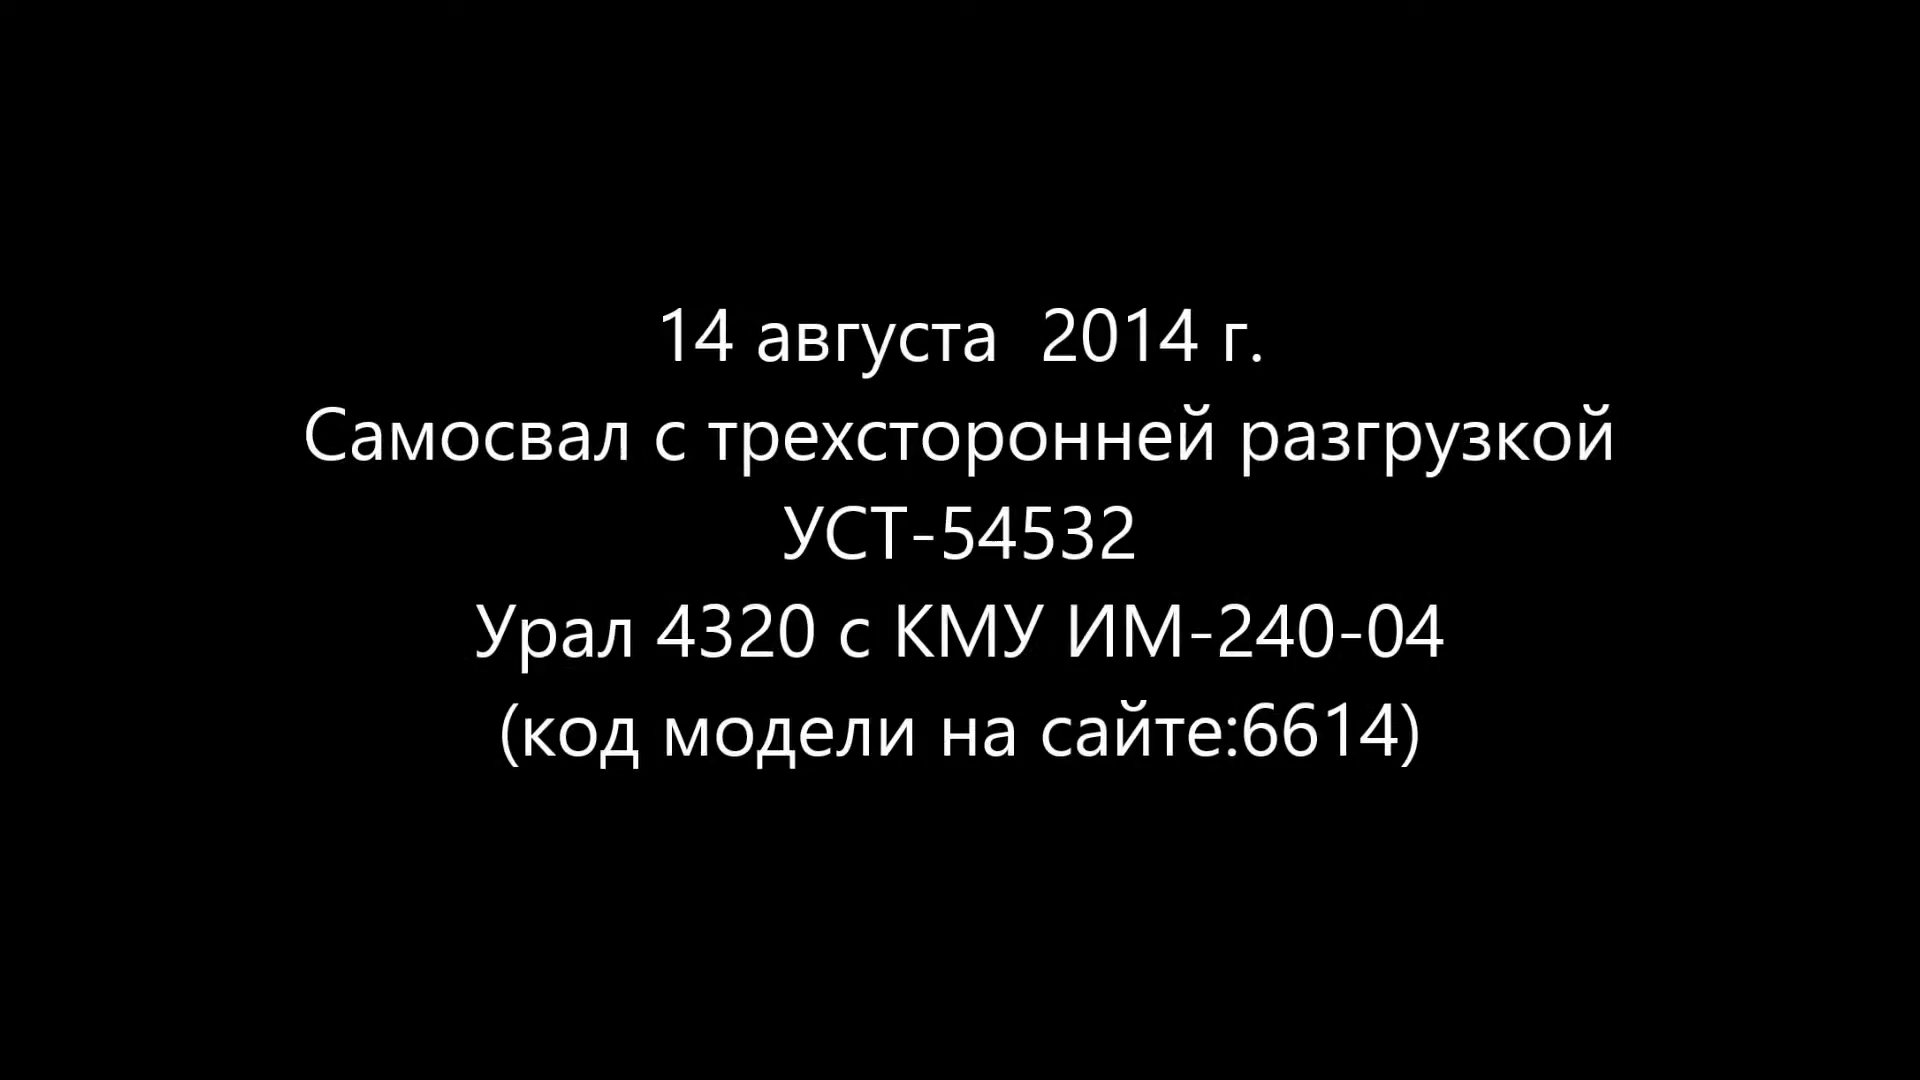 14 августа  2014 г.
Самосвал с трехсторонней разгрузкой
УСТ-54532
Урал 4320 с КМУ ИМ-240-04
(код модели на сайте:6614)